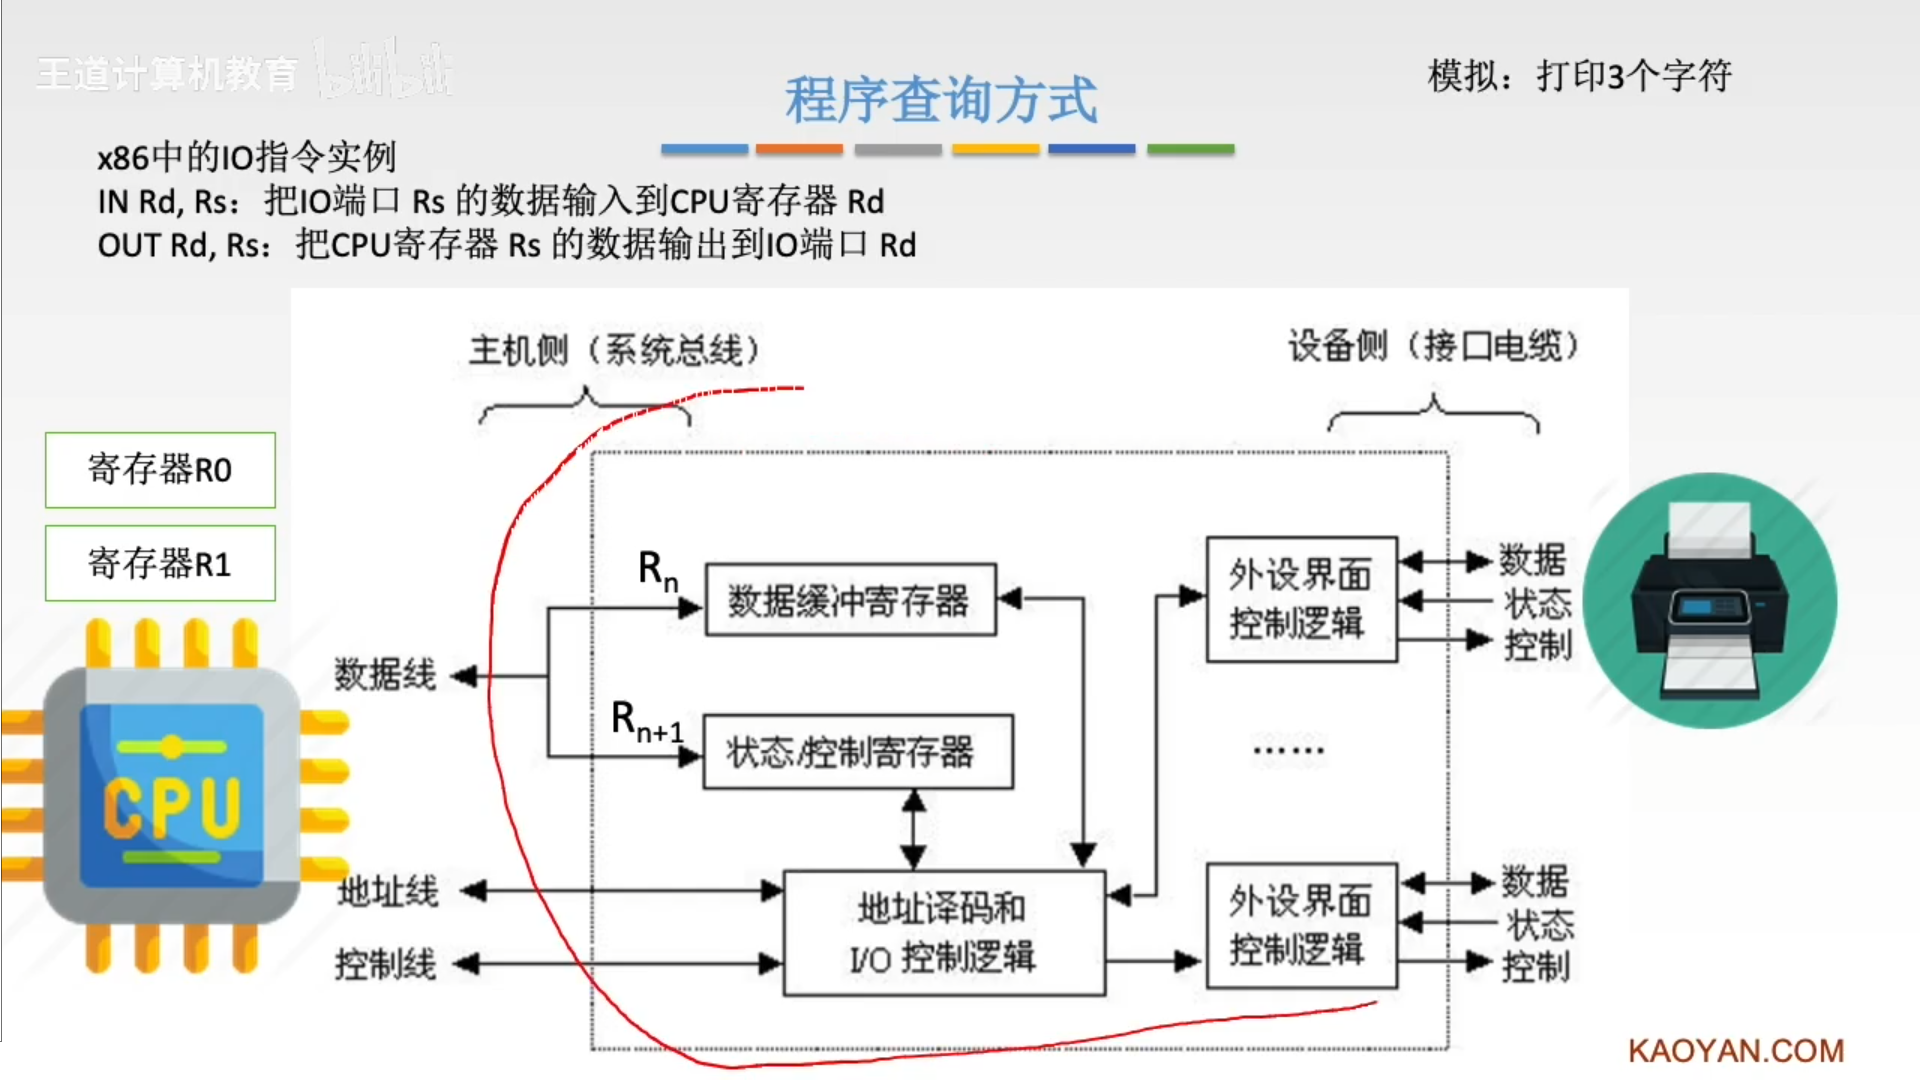 王道计算机教育 bilibili
模拟：打印3个字符
程序查询方式
x86中的IO指令实例
IN Rd, Rs：把IO端口 Rs 的数据输入到CPU寄存器 Rd
OUT Rd, Rs：把CPU寄存器 Rs 的数据输出到IO端口 Rd
主机侧（系统总线）
设备侧（接口电缆）
寄存器R0
寄存器R1
CPU
数据线
地址线
控制线
Rn
数据缓冲寄存器
Rn+1
状态/控制寄存器
地址译码和
I/O 控制逻辑
外设界面
控制逻辑
数据
状态
控制
……
外设界面
控制逻辑
数据
状态
控制
KAOYAN.COM